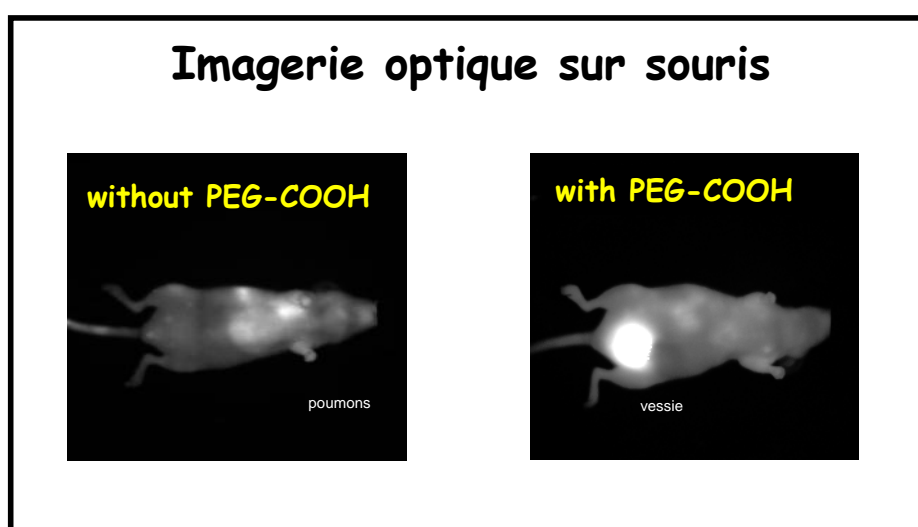 Imagerie optique sur souris
without PEG-COOH
with PEG-COOH
poumons
vessie